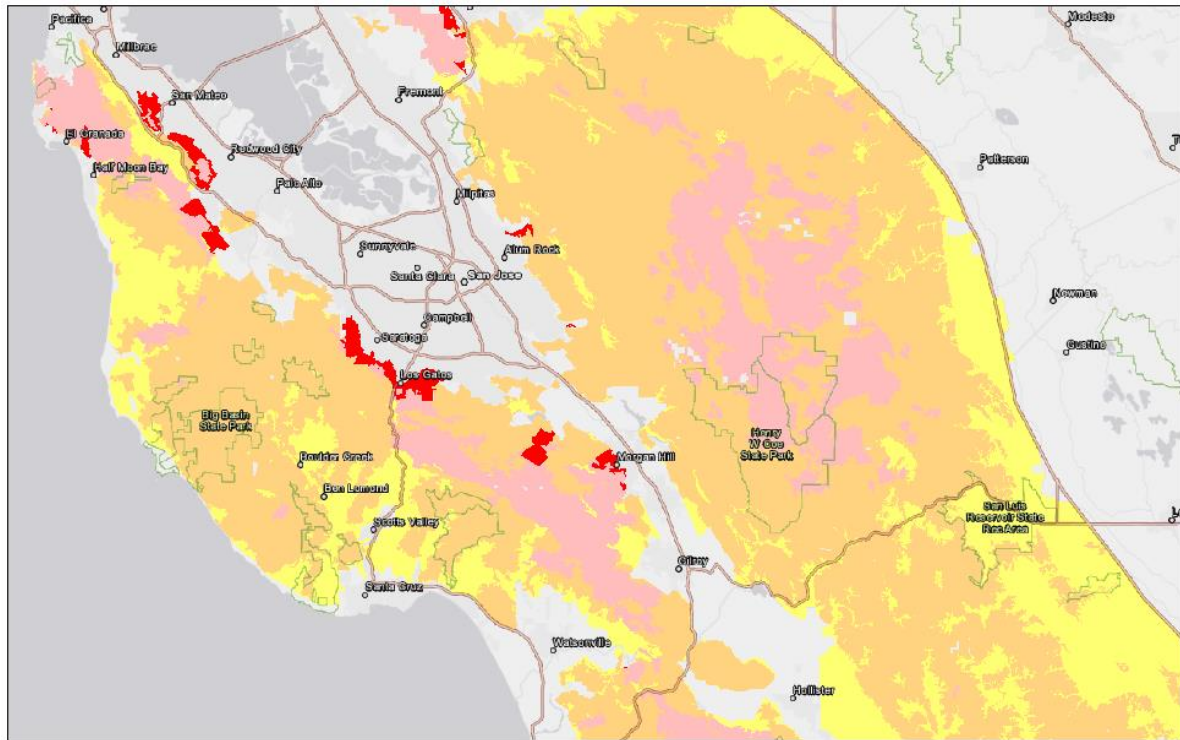 Pacifica
Modesto
Millbrae
San Mateo
Fremont
El Granada
Redwood City
Half Moon Bay
Patterson
Palo Alto
Milpitas
Sunnyvale
Alum Rock
Santa Clara
San Jose
Newman
Campbell
Saratoga
Gustine
Los Gatos
Big Basin
State Park
Henry
W Coe
State Park
Boulder Creek
Morgan Hill
Ben Lomond
San Luis
Reservoir State
Rec Area
Scotts Valley
Gilroy
Santa Cruz
Watsonville
Hollister